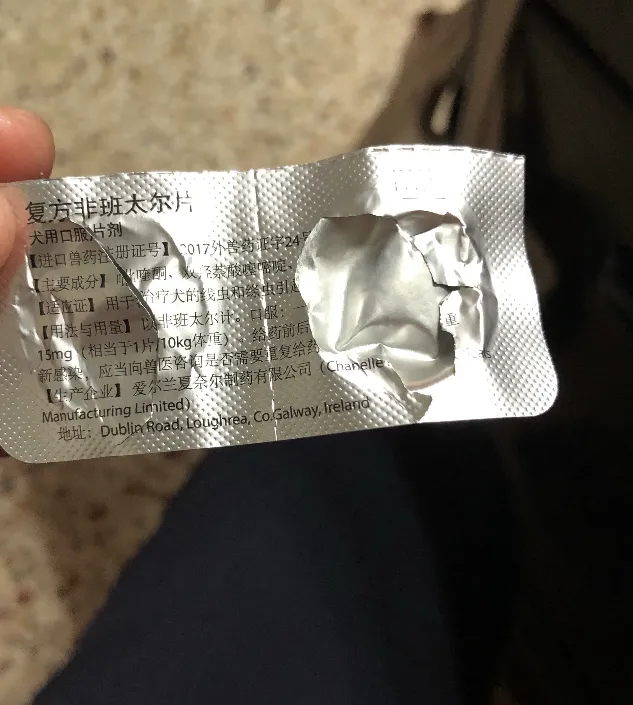 复方非班太尔片
犬用口服片剂
【进口兽药注册证号】 2017外兽药证字24号
【主要成分】 吡喹酮、双羟萘酸噻嘧啶、
【适应证】 用于治疗犬的线虫和绦虫引起
【用法与用量】 以非班太尔计。口服：一
15mg（相当于1片/10kg体重）。给药前后
新感染，应当向兽医咨询是否需要重复给药
【生产企业】 爱尔兰夏奈尔制药有限公司（Chanelle
Manufacturing Limited）
地址：Dublin Road, Loughrea, Co.Galway, Ireland